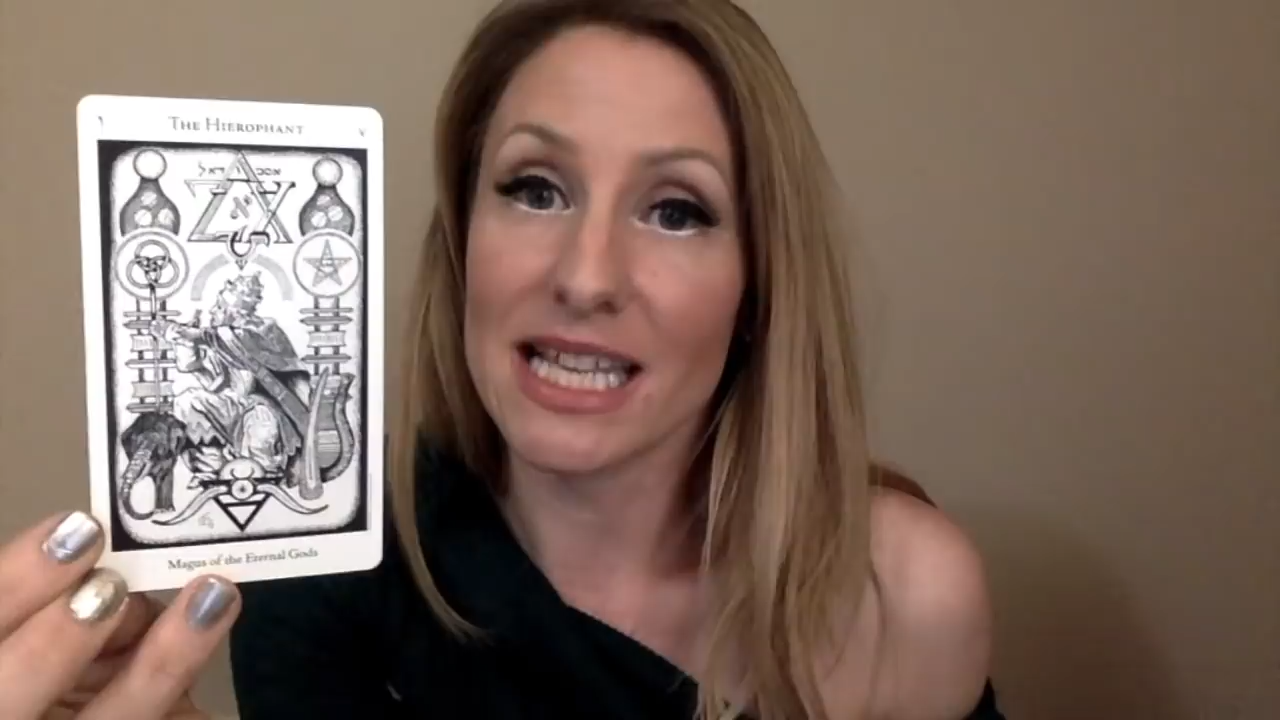 ו THE HIEROPHANT V
א
Magus of the Eternal Gods